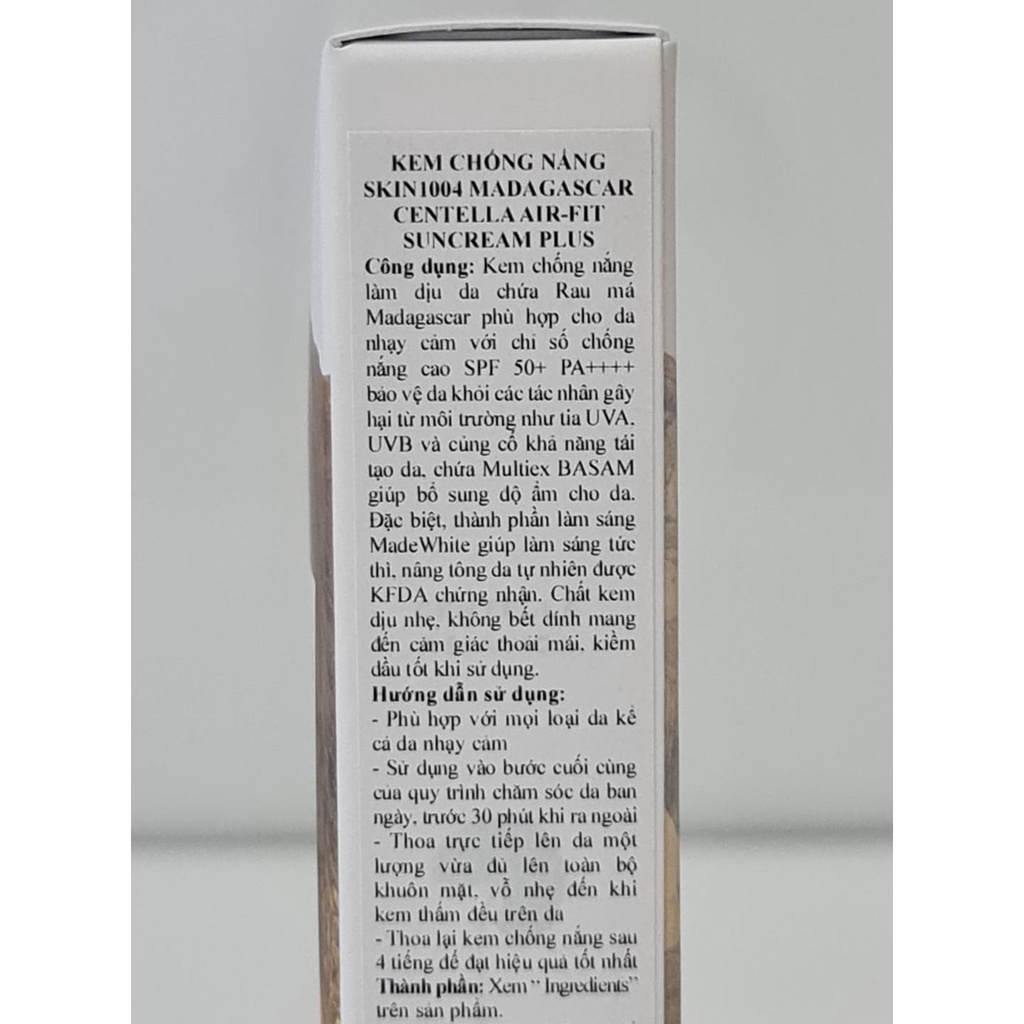 KEM CHỐNG NẮNG
SKIN1004 MADAGASCAR
CENTELLA AIR-FIT
SUNCREAM PLUS
Công dụng: Kem chống nắng
làm dịu da chứa Rau má
Madagascar phù hợp cho da
nhạy cảm với chỉ số chống
nắng cao SPF 50+ PA++++
bảo vệ da khỏi các tác nhân gây
hại từ môi trường như tia UVA,
UVB và củng cố khả năng tái
tạo da, chứa Multiex BASAM
giúp bổ sung độ ẩm cho da.
Đặc biệt, thành phần làm sáng
MadeWhite giúp làm sáng tức
thì, nâng tông da tự nhiên được
KFDA chứng nhận. Chất kem
dịu nhẹ, không bết dính mang
đến cảm giác thoải mái, kiềm
dầu tốt khi sử dụng.
Hướng dẫn sử dụng:
- Phù hợp với mọi loại da kể
cả da nhạy cảm
- Sử dụng vào bước cuối cùng
của quy trình chăm sóc da ban
ngày, trước 30 phút khi ra ngoài
- Thoa trực tiếp lên da một
lượng vừa đủ lên toàn bộ
khuôn mặt, vỗ nhẹ đến khi
kem thấm đều trên da
- Thoa lại kem chống nắng sau
4 tiếng để đạt hiệu quả tốt nhất
Thành phần: Xem “ Ingredients”
trên sản phẩm.